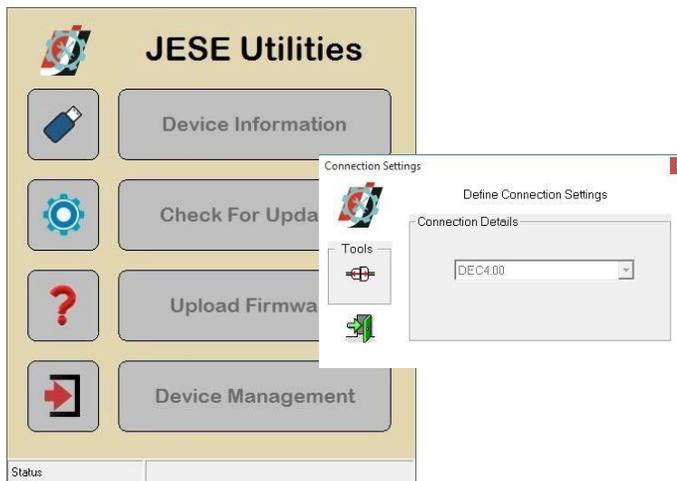 JESE Utilities
Device Information
Connection Settings
Define Connection Settings
Check For Upda
Connection Details
Tools
DEC4.00
Upload Firmwa
Device Management
Status